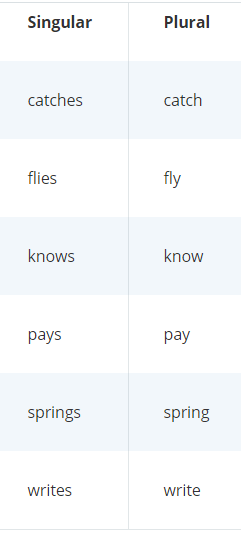 Singular Plural
catches catch
flies fly
knows know
pays pay
springs spring
writes write